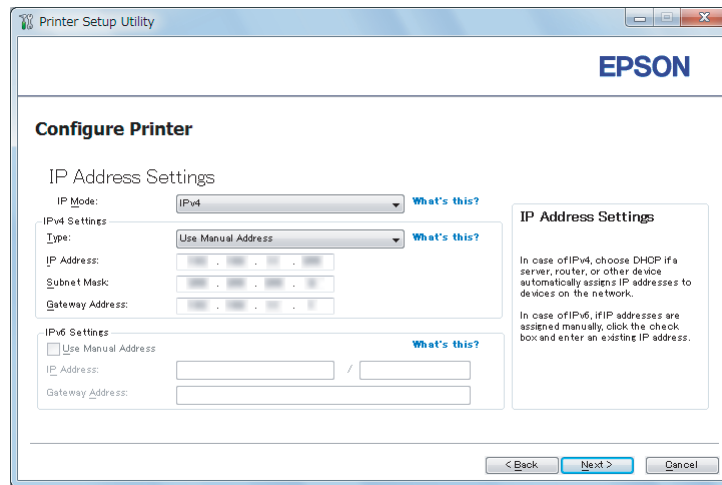 Printer Setup Utility
EPSON
Configure Printer
IP Address Settings
IP Mode:
IPv4
What's this?
IPv4 Settings
Type:
Use Manual Address
What's this?
IP Address:
Subnet Mask:
Gateway Address:
IPv6 Settings
Use Manual Address
What's this?
IP Address:
/
Gateway Address:
IP Address Settings
In case of IPv4, choose DHCP if a
server, router, or other device
automatically assigns IP addresses to
devices on the network.
In case of IPv6, if IP addresses are
assigned manually, click the check
box and enter an existing IP address.
< Back
Next >
Cancel